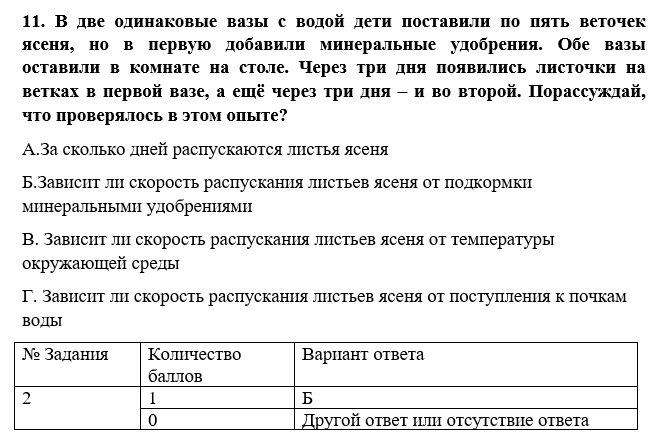 11. В две одинаковые вазы с водой дети поставили по пять веточек
ясеня, но в первую добавили минеральные удобрения. Обе вазы
оставили в комнате на столе. Через три дня появились листочки на
ветках в первой вазе, а ещё через три дня – и во второй. Порассуждай,
что проверялось в этом опыте?
А.За сколько дней распускаются листья ясеня
Б.Зависит ли скорость распускания листьев ясеня от подкормки
минеральными удобрениями
В. Зависит ли скорость распускания листьев ясеня от температуры
окружающей среды
Г. Зависит ли скорость распускания листьев ясеня от поступления к почкам
воды
№ Задания Количество баллов Вариант ответа
2 1 Б
0 Другой ответ или отсутствие ответа